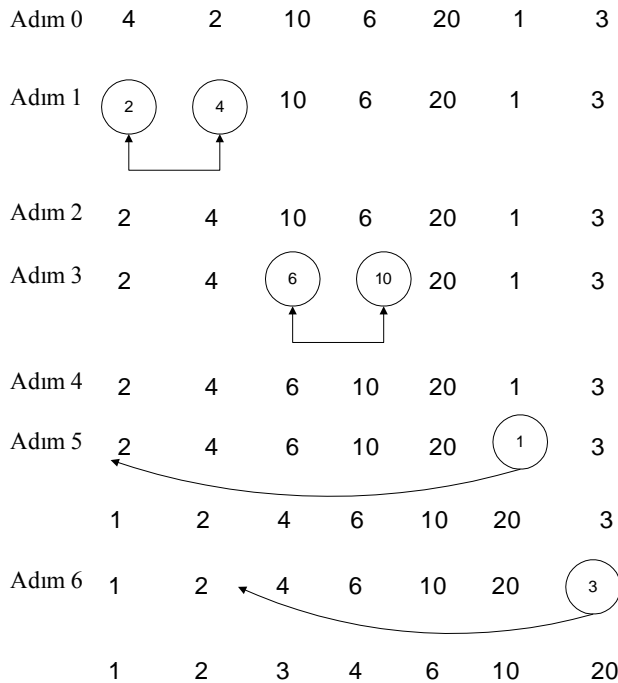 Adım 0 4 2 10 6 20 1 3
Adım 1 2 4 10 6 20 1 3
Adım 2 2 4 10 6 20 1 3
Adım 3 2 4 6 10 20 1 3
Adım 4 2 4 6 10 20 1 3
Adım 5 2 4 6 10 20 1 3
1 2 4 6 10 20 3
Adım 6 1 2 4 6 10 20 3
1 2 3 4 6 10 20